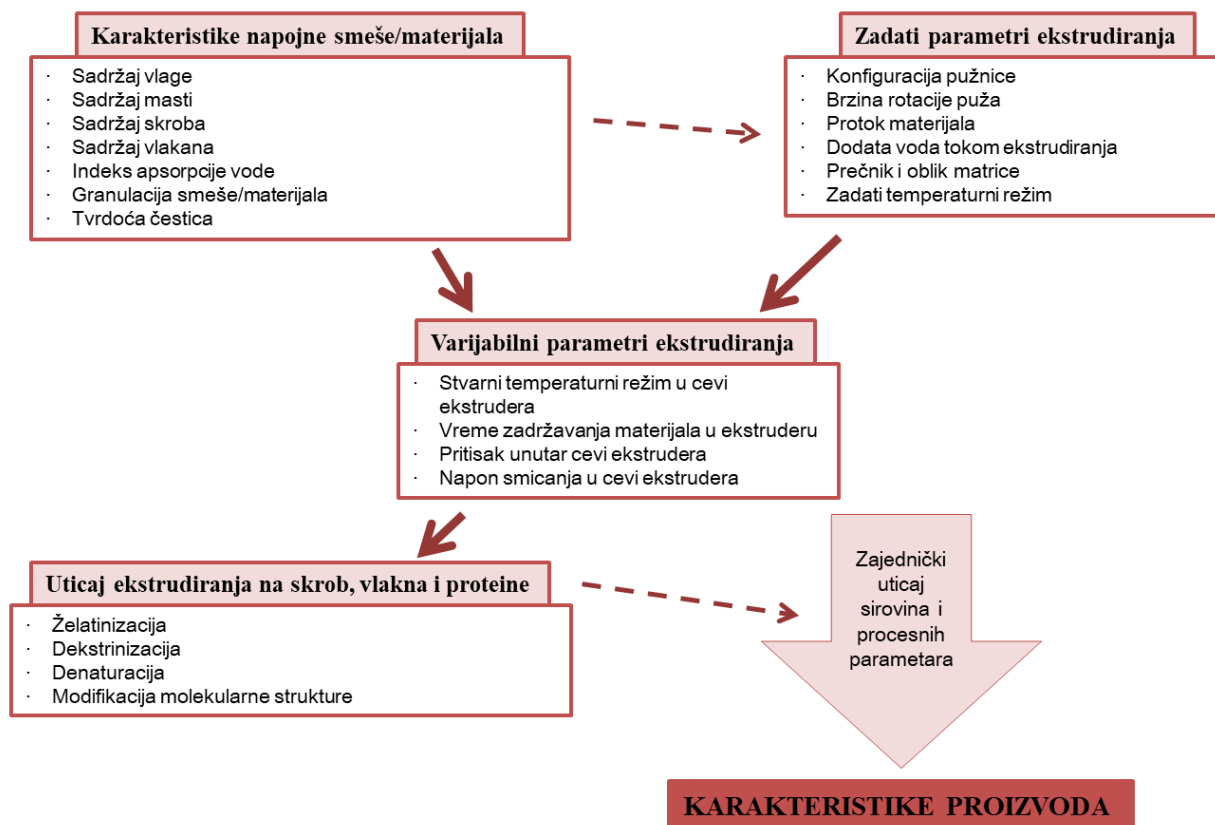 Karakteristike napojne smeše/materijala
· Sadržaj vlage
· Sadržaj masti
· Sadržaj skroba
· Sadržaj vlakana
· Indeks apsorpcije vode
· Granulacija smeše/materijala
· Tvrdoća čestica
Zadati parametri ekstrudiranja
· Konfiguracija pužnice
· Brzina rotacije puža
· Protok materijala
· Dodata voda tokom ekstrudiranja
· Prečnik i oblik matrice
· Zadati temperaturni režim
Varijabilni parametri ekstrudiranja
· Stvarni temperaturni režim u cevi
ekstrudera
· Vreme zadržavanja materijala u ekstruderu
· Pritisak unutar cevi ekstrudera
· Napon smicanja u cevi ekstrudera
Uticaj ekstrudiranja na skrob, vlakna i proteine
· Želatinizacija
· Dekstrinizacija
· Denaturacija
· Modifikacija molekularne strukture
Zajednički
uticaj
sirovina i
procesnih
parametara
KARAKTERISTIKE PROIZVODA